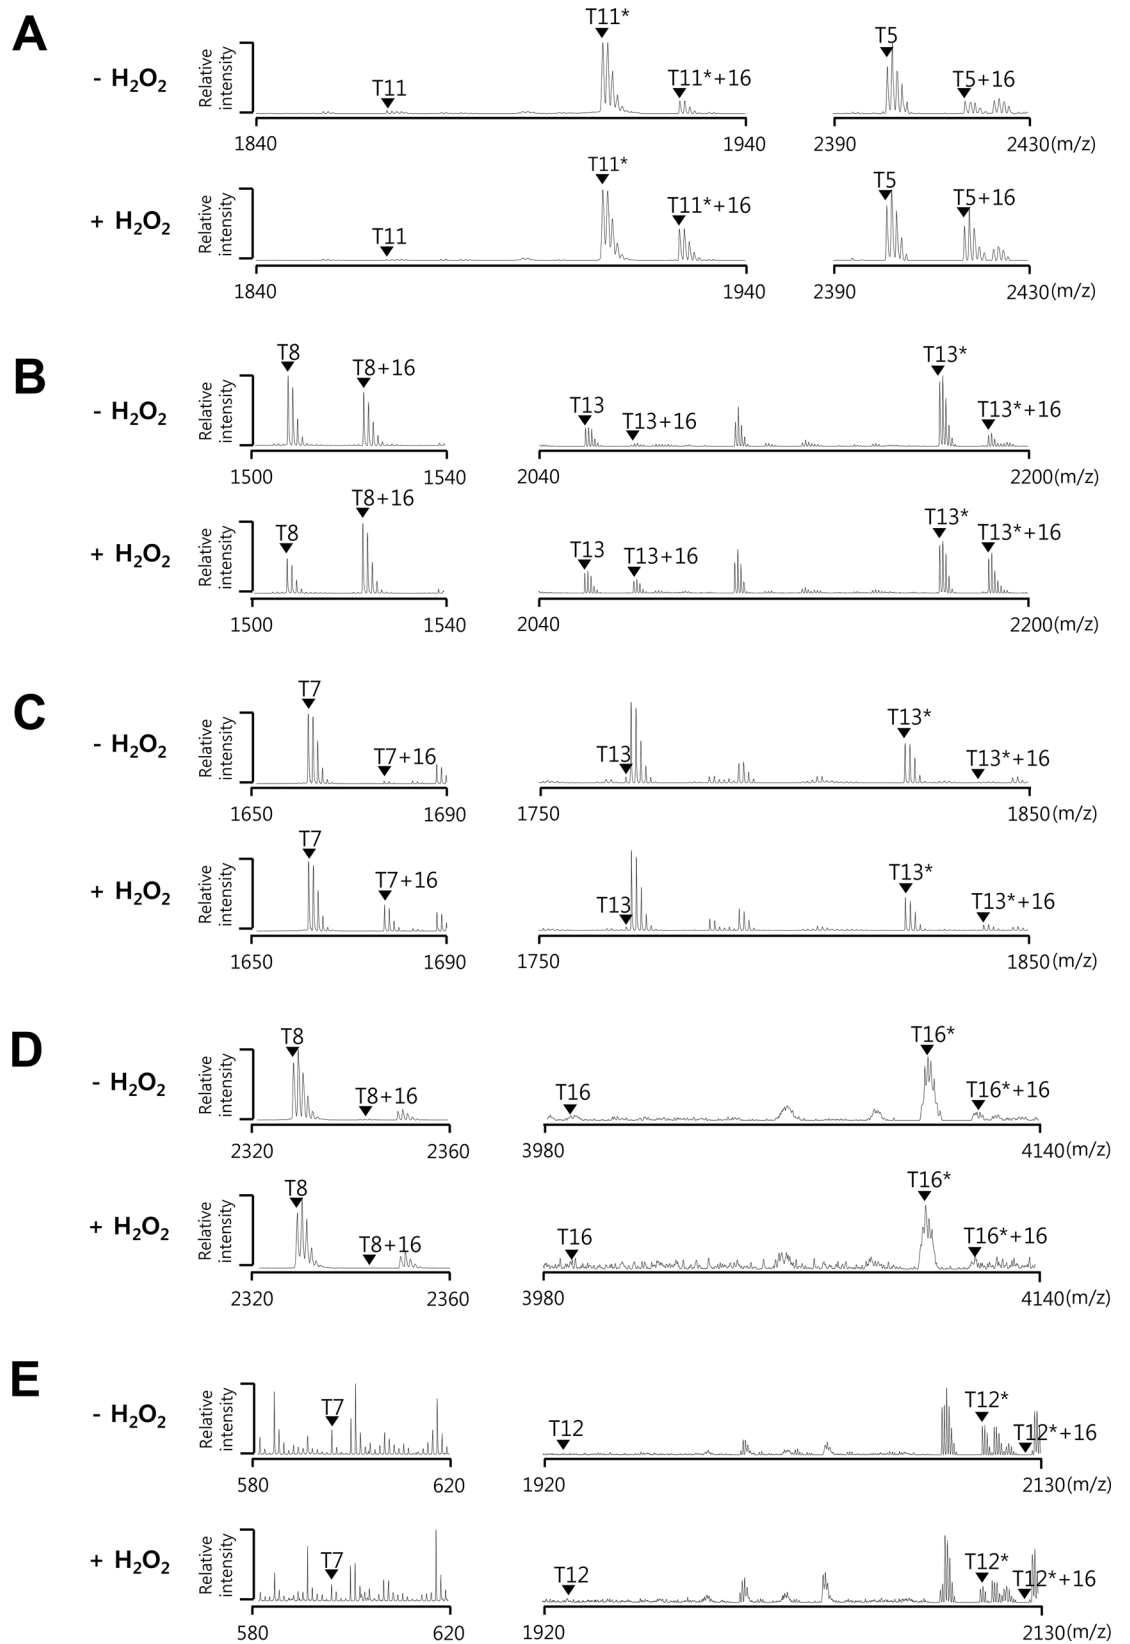 A
- H₂O₂
Relative intensity
T11
T11*
T11*+16
T5
T5+16
1840
1940
2390
2430(m/z)
+ H₂O₂
Relative intensity
T11
T11*
T11*+16
T5
T5+16
1840
1940
2390
2430(m/z)
B
- H₂O₂
Relative intensity
T8
T8+16
T13
T13+16
T13*
T13*+16
1500
1540
2040
2200(m/z)
+ H₂O₂
Relative intensity
T8
T8+16
T13
T13+16
T13*
T13*+16
1500
1540
2040
2200(m/z)
C
- H₂O₂
Relative intensity
T7
T7+16
T13
T13*
T13*+16
1650
1690
1750
1850(m/z)
+ H₂O₂
Relative intensity
T7
T7+16
T13
T13*
T13*+16
1650
1690
1750
1850(m/z)
D
- H₂O₂
Relative intensity
T8
T8+16
T16
T16*
T16*+16
2320
2360
3980
4140(m/z)
+ H₂O₂
Relative intensity
T8
T8+16
T16
T16*
T16*+16
2320
2360
3980
4140(m/z)
E
- H₂O₂
Relative intensity
T7
T12
T12*
T12*+16
580
620
1920
2130(m/z)
+ H₂O₂
Relative intensity
T7
T12
T12*
T12*+16
580
620
1920
2130(m/z)